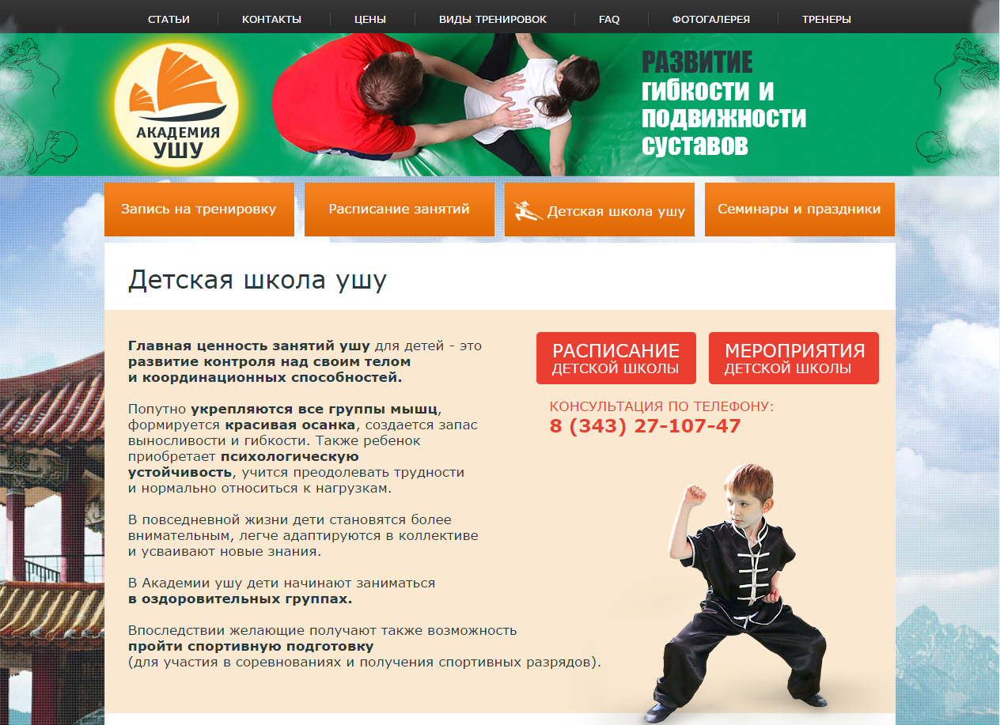 СТАТЬИ
КОНТАКТЫ
ЦЕНЫ
ВИДЫ ТРЕНИРОВОК
FAQ
ФОТОГАЛЕРЕЯ
ТРЕНЕРЫ
АКАДЕМИЯ
УШУ
РАЗВИТИЕ
гибкости и
подвижности
суставов
Запись на тренировку
Расписание занятий
Детская школа ушу
Семинары и праздники
Детская школа ушу
Главная ценность занятий ушу для детей - это
развитие контроля над своим телом
и координационных способностей.
Попутно укрепляются все группы мышц,
формируется красивая осанка, создается запас
выносливости и гибкости. Также ребенок
приобретает психологическую
устойчивость, учится преодолевать трудности
и нормально относиться к нагрузкам.
В повседневной жизни дети становятся более
внимательным, легче адаптируются в коллективе
и усваивают новые знания.
В Академии ушу дети начинают заниматься
в оздоровительных группах.
Впоследствии желающие получают также возможность
пройти спортивную подготовку
(для участия в соревнованиях и получения спортивных разрядов).
РАСПИСАНИЕ
ДЕТСКОЙ ШКОЛЫ
МЕРОПРИЯТИЯ
ДЕТСКОЙ ШКОЛЫ
КОНСУЛЬТАЦИЯ ПО ТЕЛЕФОНУ:
8 (343) 27-107-47